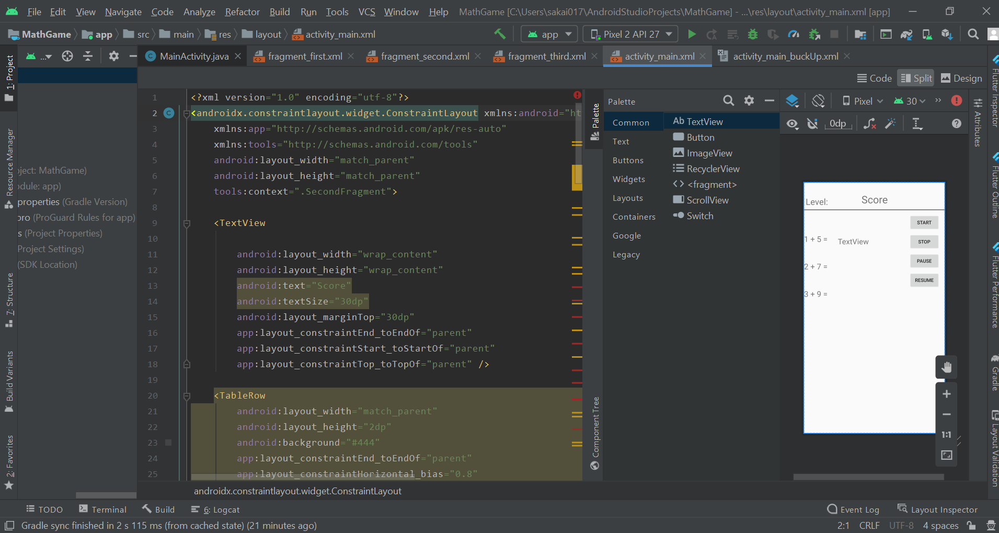 File Edit View Navigate Code Analyze Refactor Build Run Tools VCS Window Help MathGame [C:\Users\sakai017\AndroidStudioProjects\MathGame] - ...\res\layout\activity_main.xml [app]
MathGame app src main res layout activity_main.xml app Pixel 2 API 27
... MainActivity.java fragment_first.xml fragment_second.xml fragment_third.xml activity_main.xml activity_main_buckUp.xml
Code Split Design
1: Project
Resource Manager
7: Structure
Build Variants
2: Favorites
oject: MathGame)
odule: app)
properties (Gradle Version)
pro (ProGuard Rules for app)
s (Project Properties)
Project Settings)
(SDK Location)
1 <?xml version="1.0" encoding="utf-8"?>
2 <androidx.constraintlayout.widget.ConstraintLayout xmlns:android="ht
3 xmlns:app="http://schemas.android.com/apk/res-auto"
4 xmlns:tools="http://schemas.android.com/tools"
5 android:layout_width="match_parent"
6 android:layout_height="match_parent"
7 tools:context=".SecondFragment">
8
9 <TextView
10
11 android:layout_width="wrap_content"
12 android:layout_height="wrap_content"
13 android:text="Score"
14 android:textSize="30dp"
15 android:layout_marginTop="30dp"
16 app:layout_constraintEnd_toEndOf="parent"
17 app:layout_constraintStart_toStartOf="parent"
18 app:layout_constraintTop_toTopOf="parent" />
19
20 <TableRow
21 android:layout_width="match_parent"
22 android:layout_height="2dp"
23 android:background="#444"
24 app:layout_constraintEnd_toEndOf="parent"
25 app:layout_constraintHorizontal_bias="0.8"
androidx.constraintlayout.widget.ConstraintLayout
Palette
Component Tree
Palette
Common
Text
Buttons
Widgets
Layouts
Containers
Google
Legacy
Ab TextView
Button
ImageView
RecyclerView
<fragment>
ScrollView
Switch
Pixel 30
0dp
Level: Score
START
1 + 5 = TextView STOP
PAUSE
2 + 7 =
RESUME
3 + 9 =
1:1
Attributes
Flutter Inspector
Flutter Outline
Flutter Performance
Gradle
Layout Validation
TODO Terminal Build 6: Logcat Event Log Layout Inspector
Gradle sync finished in 2 s 115 ms (from cached state) (21 minutes ago) 2:1 CRLF UTF-8 4 spaces